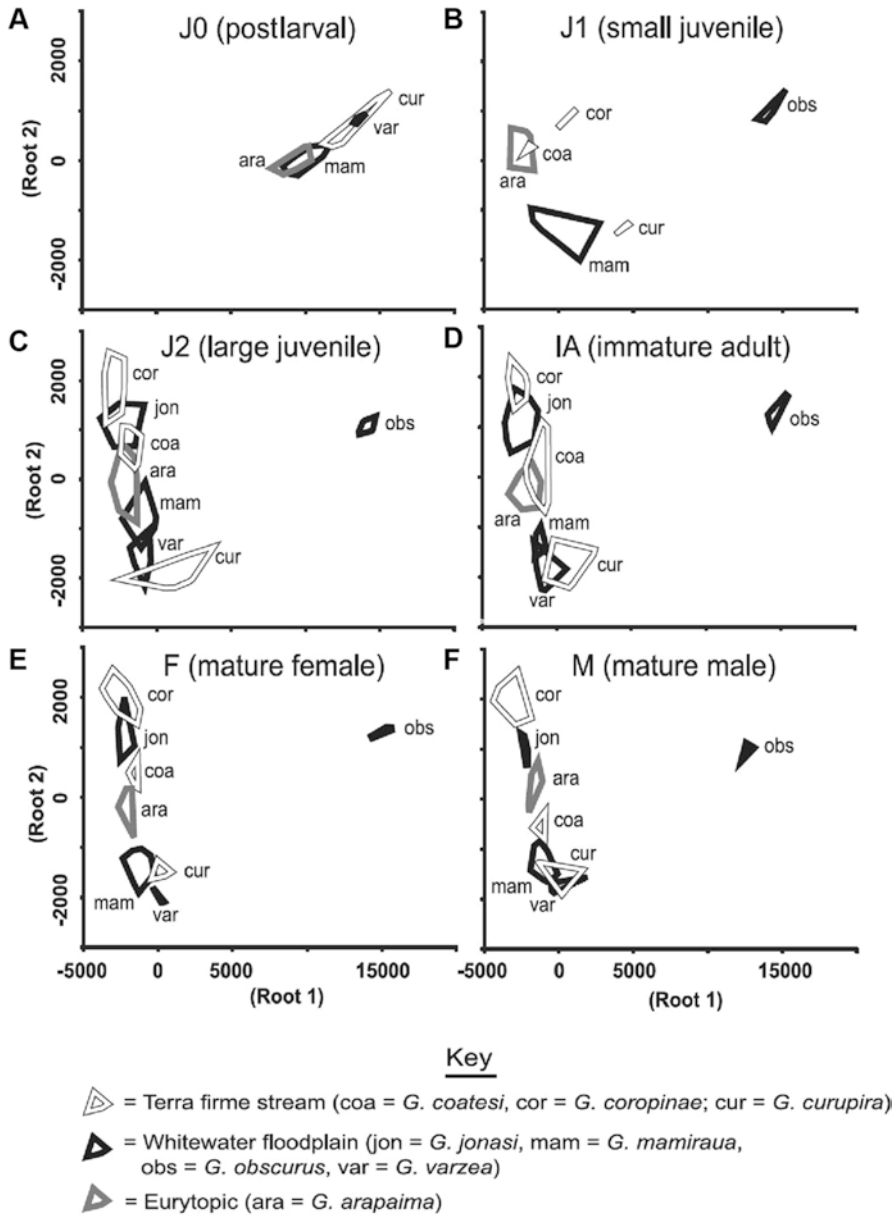 A
J0 (postlarval)
2000
0
-2000
(Root 2)
cur
var
ara
mam
B
J1 (small juvenile)
cor
obs
coa
ara
cur
mam
C
J2 (large juvenile)
2000
0
-2000
(Root 2)
cor
jon
coa
obs
ara
mam
var
cur
D
IA (immature adult)
cor
jon
obs
coa
ara
mam
cur
var
E
F (mature female)
2000
0
-2000
(Root 2)
cor
obs
jon
coa
ara
cur
mam
var
-5000 0 5000 15000
(Root 1)
F
M (mature male)
cor
jon
obs
ara
coa
cur
mam
var
-5000 0 5000 15000
(Root 1)
Key
= Terra firme stream (coa = G. coatesi, cor = G. coropinae; cur = G. curupira)
= Whitewater floodplain (jon = G. jonasi, mam = G. mamiraua,
obs = G. obscurus, var = G. varzea)
= Eurytopic (ara = G. arapaima)